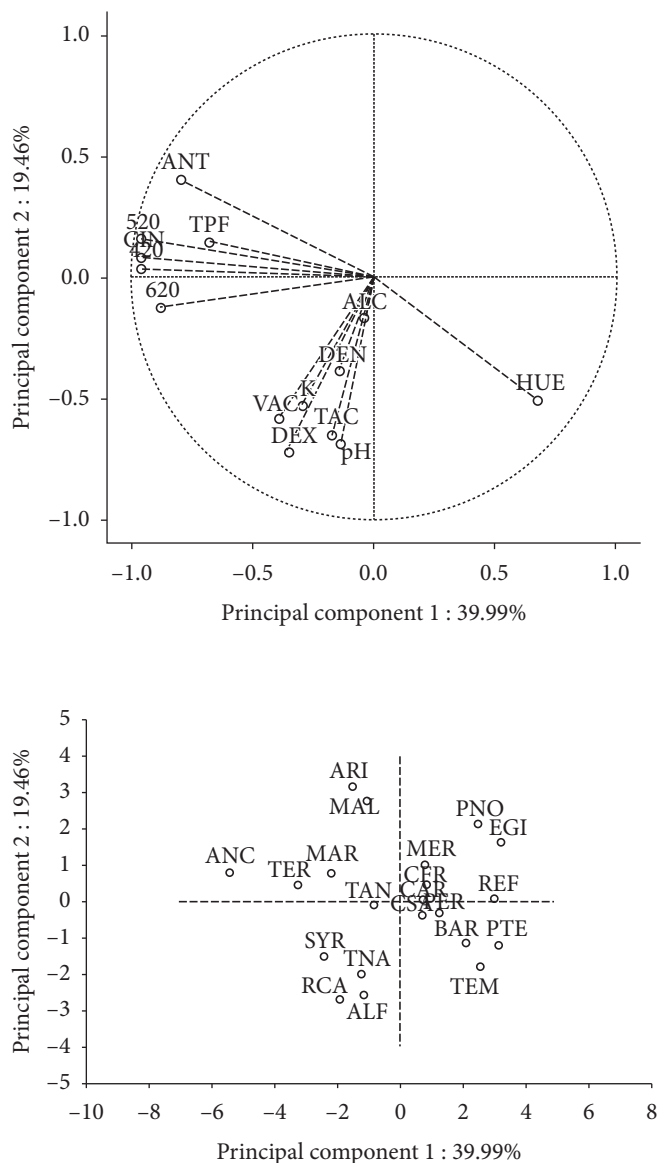 1.0
0.5
0.0
–0.5
–1.0
Principal component 2 : 19.46%
ANT
520
TPF
CIN
420
620
ALC
DEN
HUE
K
VAC
TAC
DEX
pH
–1.0 –0.5 0.0 0.5 1.0
Principal component 1 : 39.99%
5
4
3
2
1
0
–1
–2
–3
–4
–5
Principal component 2 : 19.46%
ARI
MAL
PNO
EGI
MER
MAR
ANC
TER
CFR
REF
TAN
CAR
PER
CSA
BAR
PTE
SYR
TNA
RCA
TEM
ALF
–10 –8 –6 –4 –2 0 2 4 6 8
Principal component 1 : 39.99%